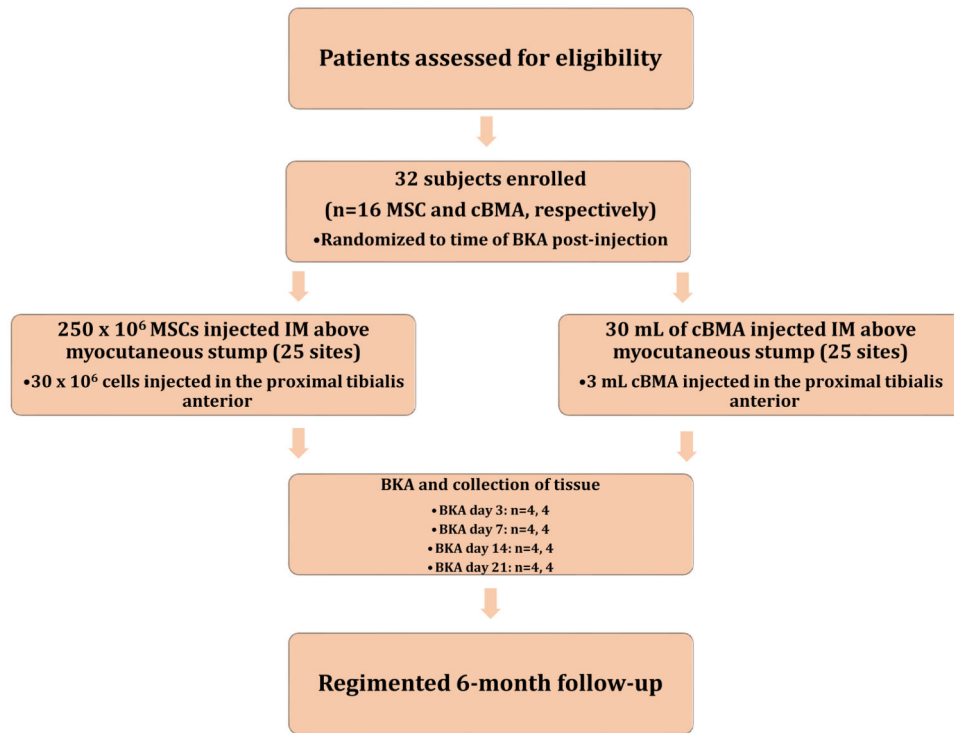 Patients assessed for eligibility
32 subjects enrolled
(n=16 MSC and cBMA, respectively)
•Randomized to time of BKA post-injection
250 x 10⁶ MSCs injected IM above
myocutaneous stump (25 sites)
•30 x 10⁶ cells injected in the proximal tibialis
anterior
30 mL of cBMA injected IM above
myocutaneous stump (25 sites)
•3 mL cBMA injected in the proximal tibialis
anterior
BKA and collection of tissue
•BKA day 3: n=4, 4
•BKA day 7: n=4, 4
•BKA day 14: n=4, 4
•BKA day 21: n=4, 4
Regimented 6-month follow-up